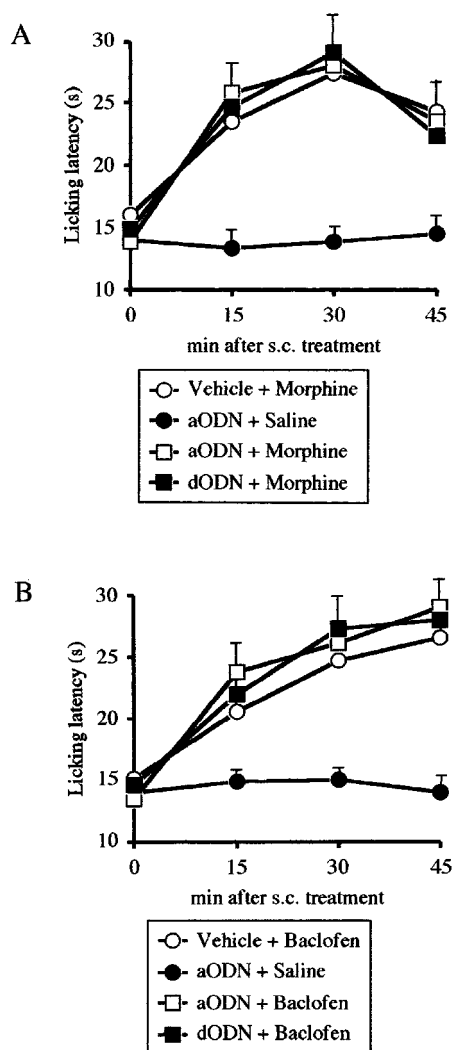 A
30
25
20
15
10
Licking latency (s)
0 15 30 45
min after s.c. treatment
Vehicle + Morphine
aODN + Saline
aODN + Morphine
dODN + Morphine
B
30
25
20
15
10
Licking latency (s)
0 15 30 45
min after s.c. treatment
Vehicle + Baclofen
aODN + Saline
aODN + Baclofen
dODN + Baclofen